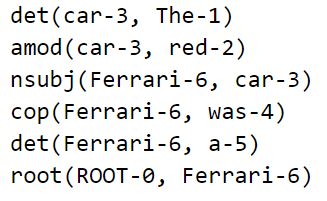 det(car-3, The-1)
amod(car-3, red-2)
nsubj(Ferrari-6, car-3)
cop(Ferrari-6, was-4)
det(Ferrari-6, a-5)
root(ROOT-0, Ferrari-6)